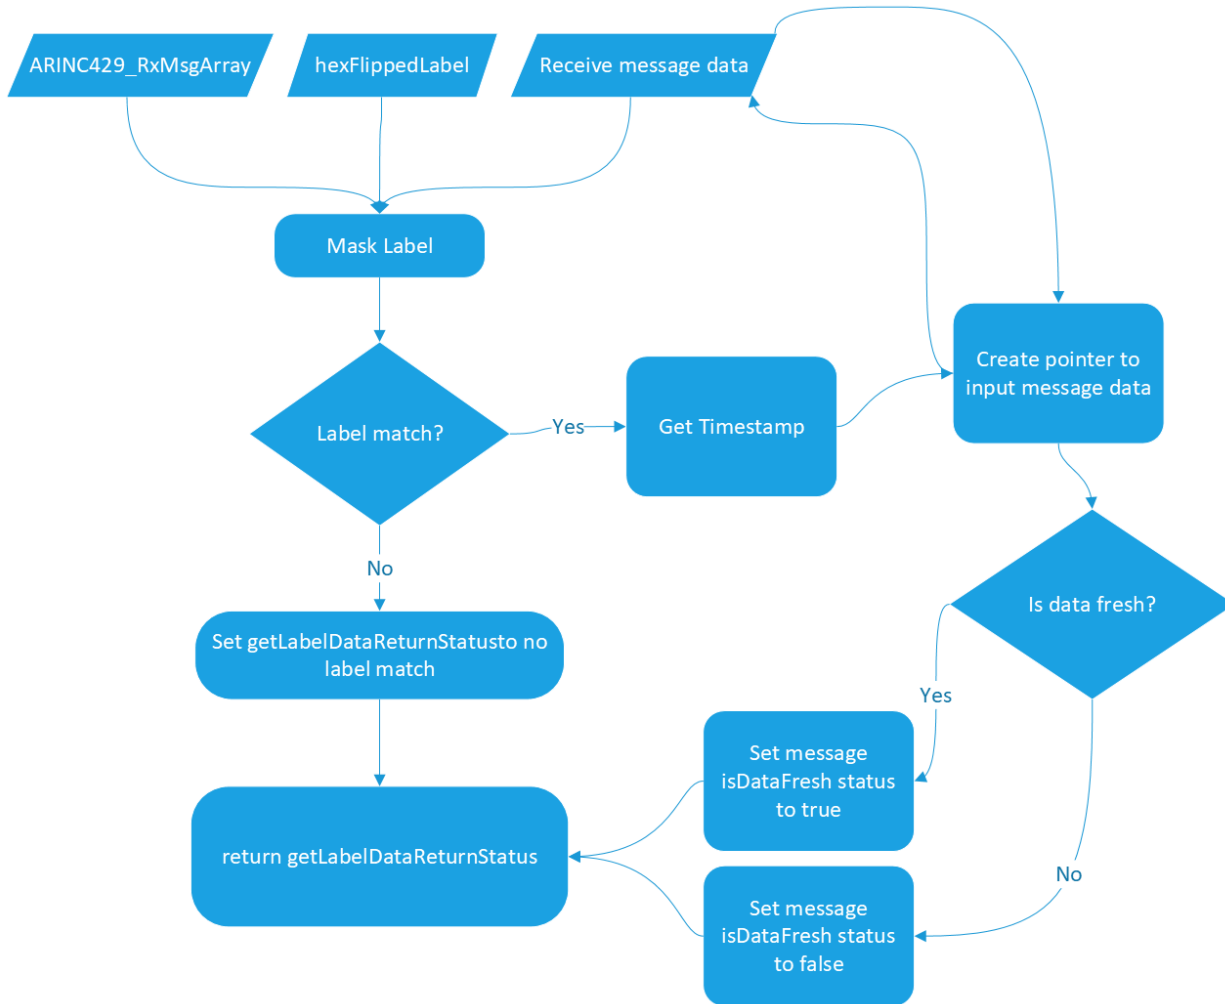 ARINC429_RxMsgArray
hexFlippedLabel
Receive message data
Mask Label
Create pointer to
input message data
Label match?
Yes
Get Timestamp
No
Is data fresh?
Set getLabelDataReturnStatusto no
label match
Yes
Set message
isDataFresh status
to true
return getLabelDataReturnStatus
No
Set message
isDataFresh status
to false